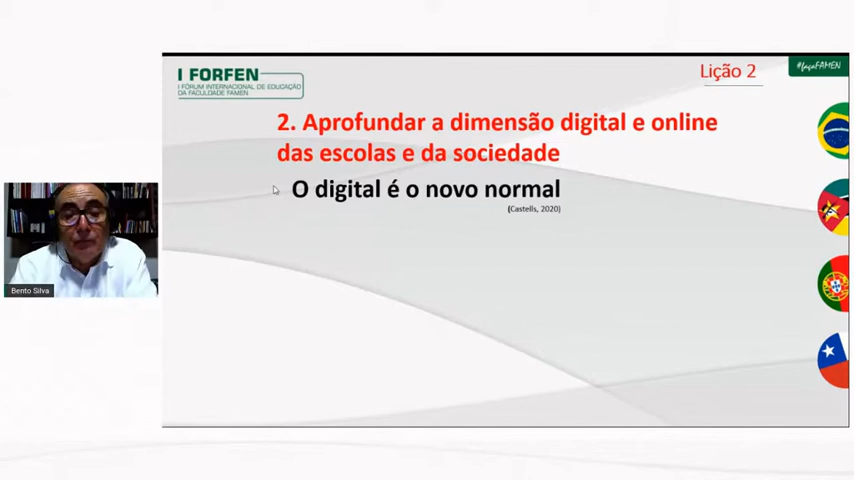 I FORFEN
I FÓRUM INTERNACIONAL DE EDUCAÇÃO
DA FACULDADE FAMEN
Lição 2
#façaFAMEN
2. Aprofundar a dimensão digital e online
das escolas e da sociedade
O digital é o novo normal
(Castells, 2020)
Bento Silva